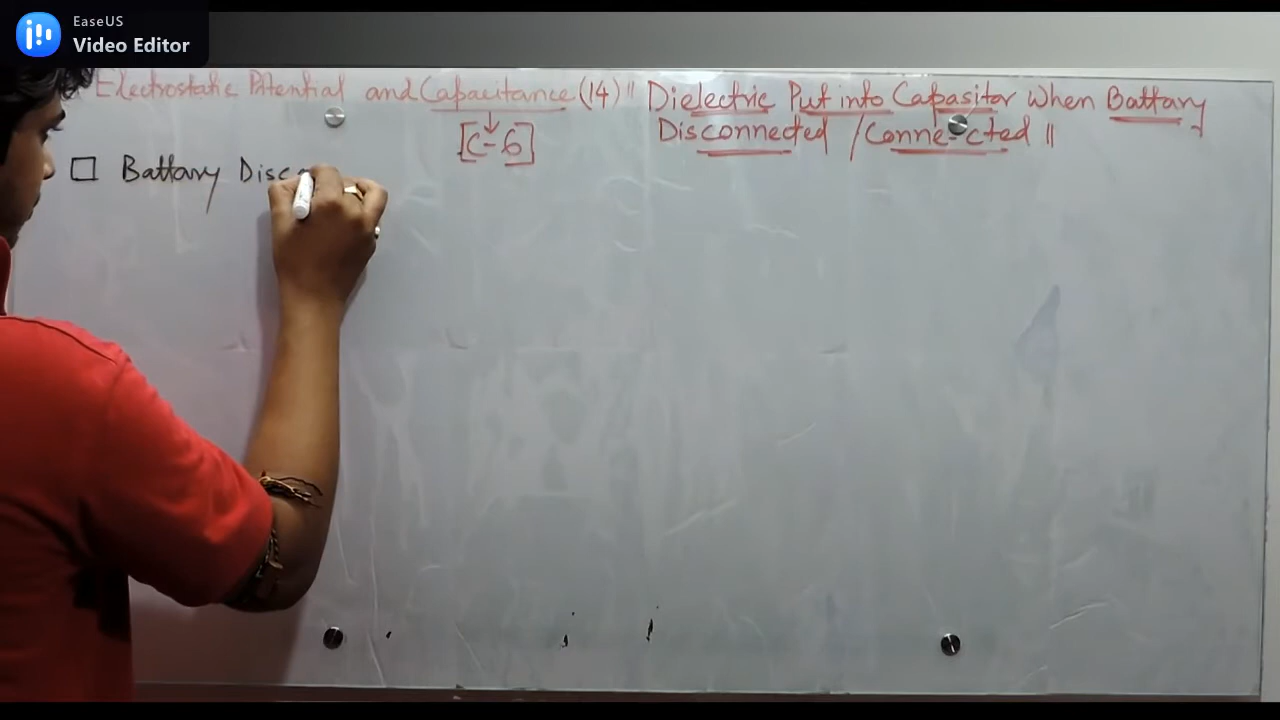 EaseUS
Video Editor
Electrostatic Potential and Capacitance (14) " Dielectric Put into Capasitor when Battary
Disconnected / Conne-cted "
[C-6]
Battary Disc